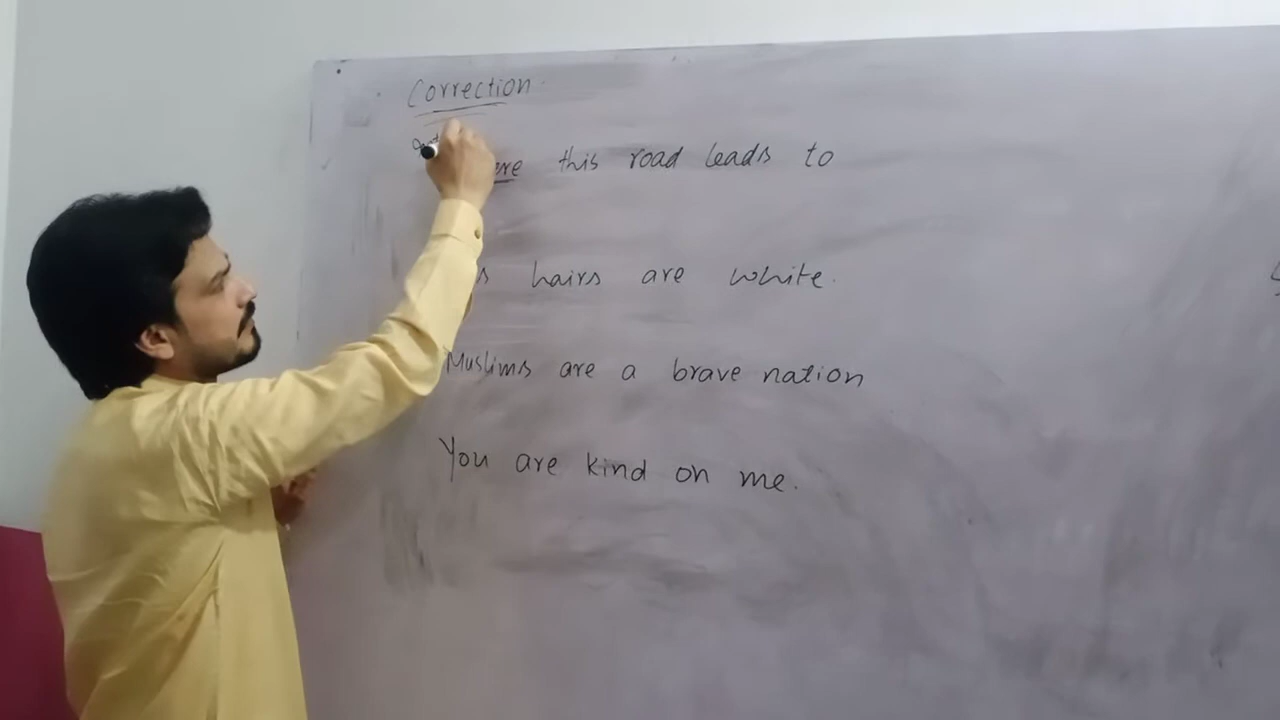 Correction
this road leads to
hairs are white.
Muslims are a brave nation
You are kind on me.